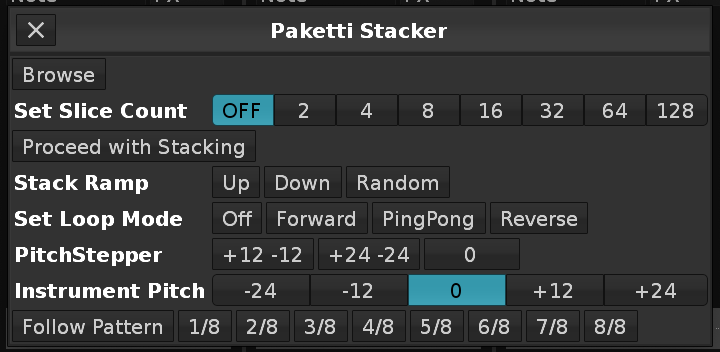 Paketti Stacker
Browse
Set Slice Count OFF 2 4 8 16 32 64 128
Proceed with Stacking
Stack Ramp Up Down Random
Set Loop Mode Off Forward PingPong Reverse
PitchStepper +12 -12 +24 -24 0
Instrument Pitch -24 -12 0 +12 +24
Follow Pattern 1/8 2/8 3/8 4/8 5/8 6/8 7/8 8/8